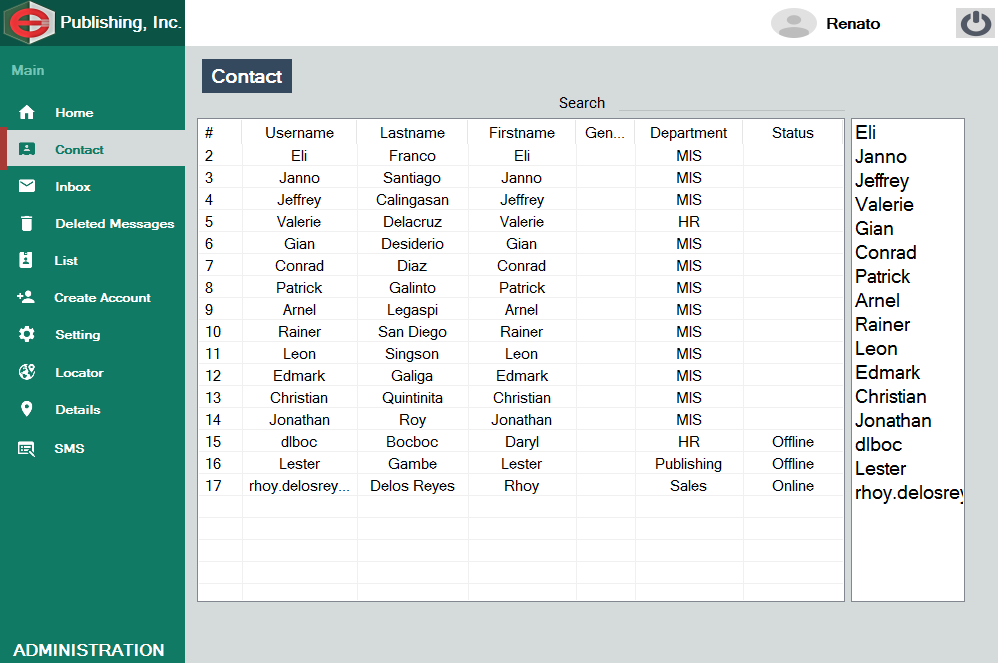 Publishing, Inc.
Renato
Main
Home
Contact
Inbox
Deleted Messages
List
Create Account
Setting
Locator
Details
SMS
ADMINISTRATION
Contact
Search
# Username Lastname Firstname Gen... Department Status
2 Eli Franco Eli MIS
3 Janno Santiago Janno MIS
4 Jeffrey Calingasan Jeffrey MIS
5 Valerie Delacruz Valerie HR
6 Gian Desiderio Gian MIS
7 Conrad Diaz Conrad MIS
8 Patrick Galinto Patrick MIS
9 Arnel Legaspi Arnel MIS
10 Rainer San Diego Rainer MIS
11 Leon Singson Leon MIS
12 Edmark Galiga Edmark MIS
13 Christian Quintinita Christian MIS
14 Jonathan Roy Jonathan MIS
15 dlboc Bocboc Daryl HR Offline
16 Lester Gambe Lester Publishing Offline
17 rhoy.delosrey... Delos Reyes Rhoy Sales Online
Eli
Janno
Jeffrey
Valerie
Gian
Conrad
Patrick
Arnel
Rainer
Leon
Edmark
Christian
Jonathan
dlboc
Lester
rhoy.delosrey